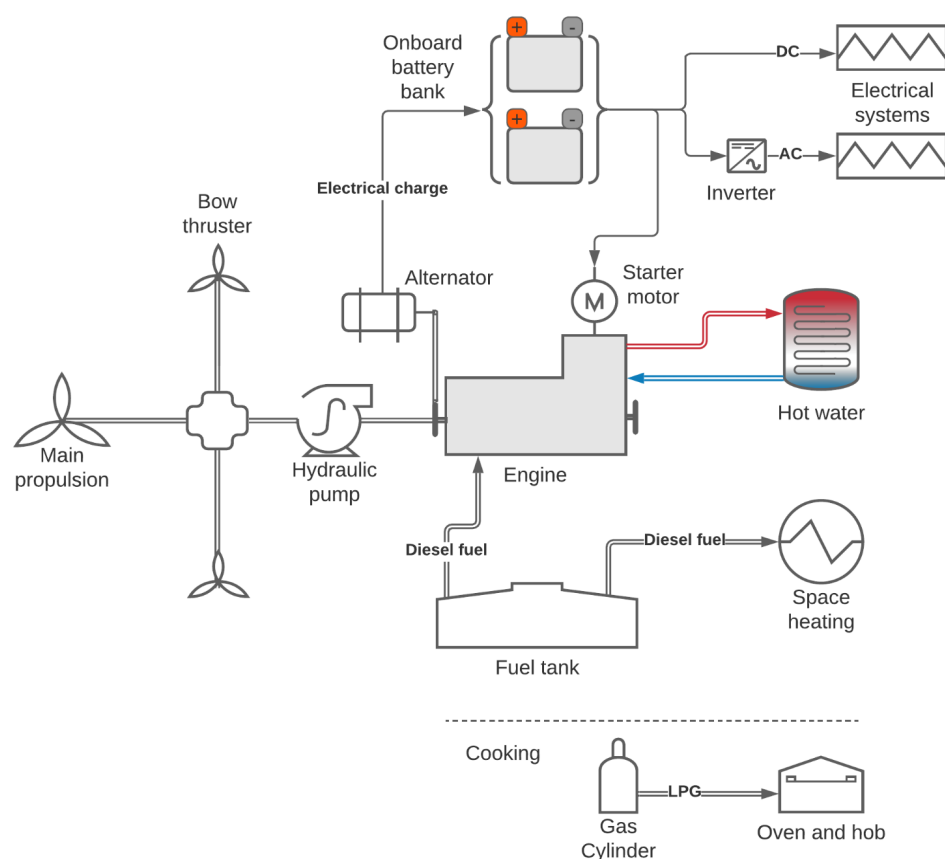 Onboard
battery
bank
+
-
+
-
DC
Electrical
systems
AC
Inverter
Electrical charge
Bow
thruster
Alternator
Starter
motor
M
Hot water
Main
propulsion
Hydraulic
pump
Engine
Diesel fuel
Diesel fuel
Space
heating
Fuel tank
Cooking
LPG
Gas
Cylinder
Oven and hob